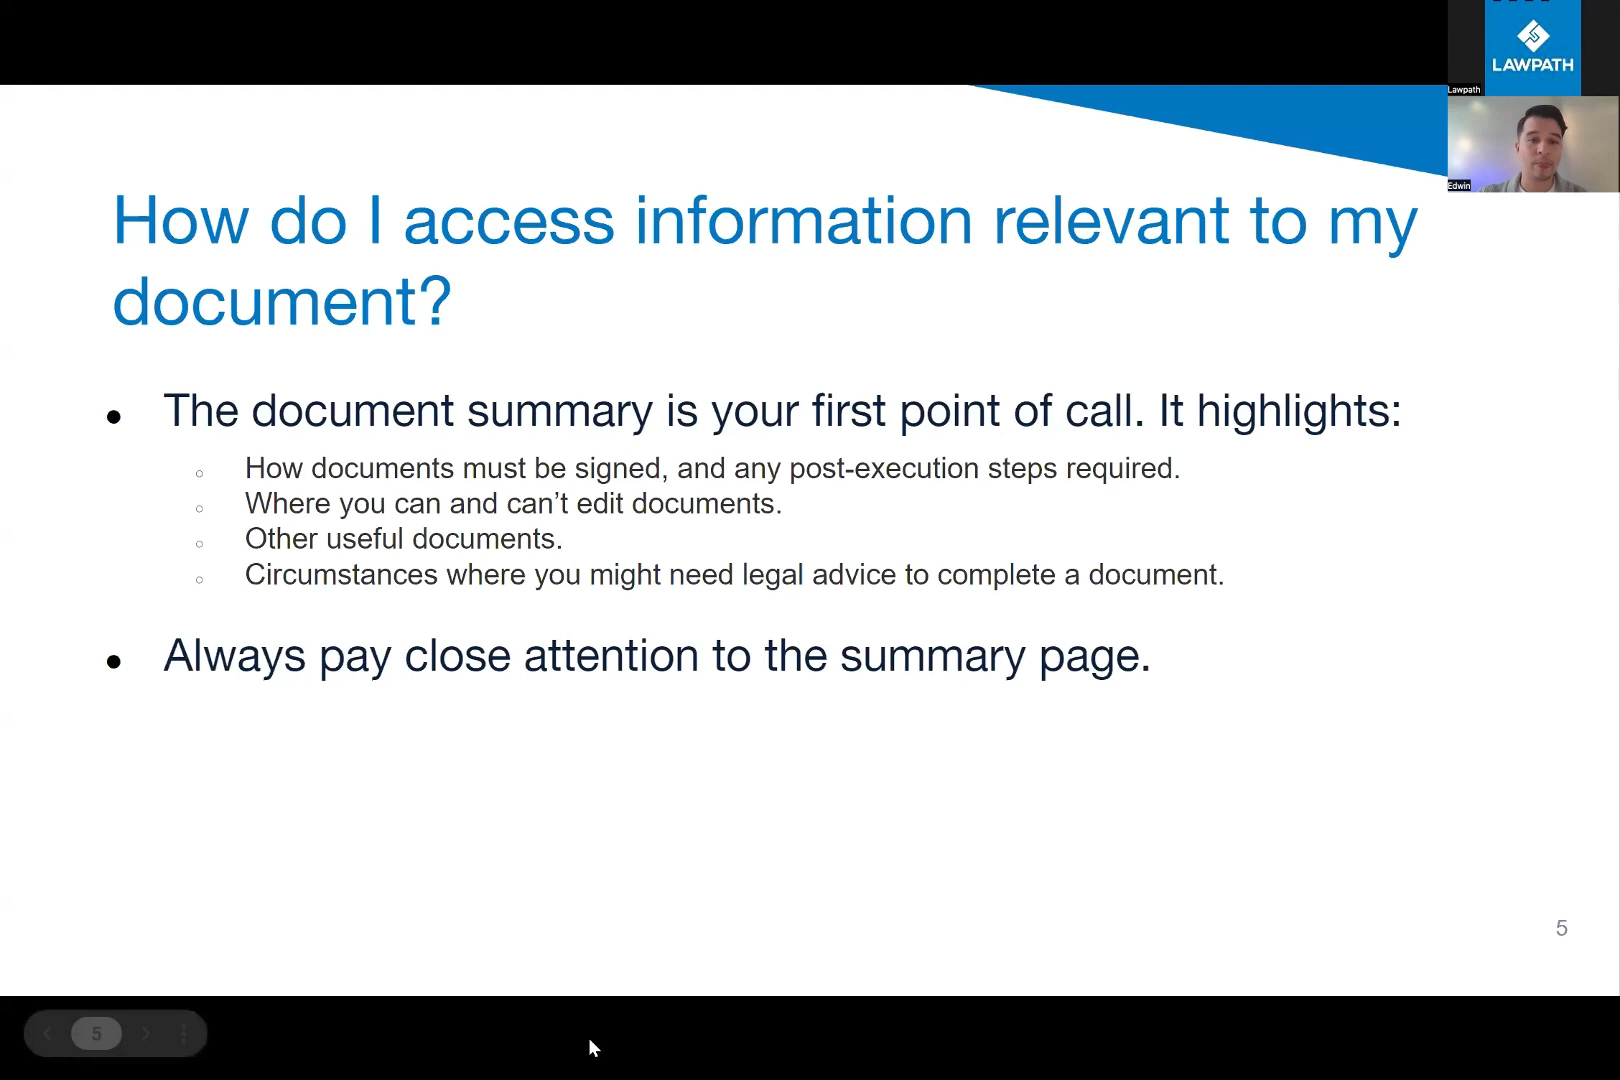 LAWPATH
Lawpath
Edwin
How do I access information relevant to my
document?
● The document summary is your first point of call. It highlights:
○ How documents must be signed, and any post-execution steps required.
○ Where you can and can’t edit documents.
○ Other useful documents.
○ Circumstances where you might need legal advice to complete a document.
● Always pay close attention to the summary page.
5
5